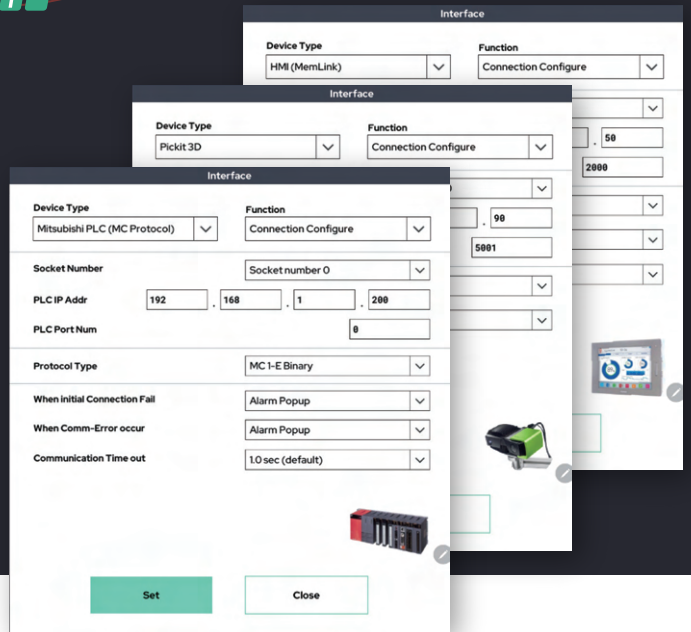 Interface
Device Type
Function
HMI (MemLink)
Connection Configure
. 50
2000
Interface
Device Type
Function
Pickit 3D
Connection Configure
. 90
5001
Interface
Device Type
Function
Mitsubishi PLC (MC Protocol)
Connection Configure
Socket Number
Socket number 0
PLC IP Addr
192 . 168 . 1 . 200
PLC Port Num
0
Protocol Type
MC 1-E Binary
When initial Connection Fail
Alarm Popup
When Comm-Error occur
Alarm Popup
Communication Time out
1.0 sec (default)
Set
Close